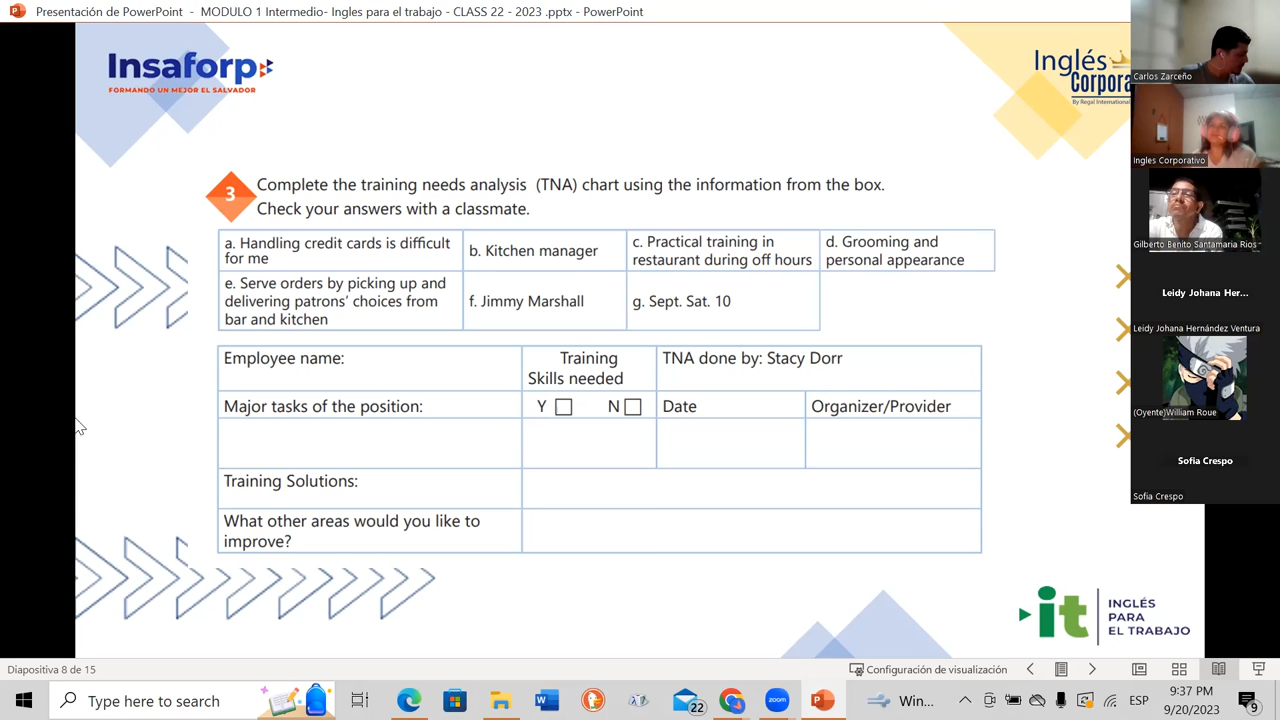 Presentación de PowerPoint - MODULO 1 Intermedio- Ingles para el trabajo - CLASS 22 - 2023 .pptx - PowerPoint
Insaforp
FORMANDO UN MEJOR EL SALVADOR
Inglés
Corpora
By Regal International
3
Complete the training needs analysis (TNA) chart using the information from the box.
Check your answers with a classmate.
a. Handling credit cards is difficult
for me
b. Kitchen manager
c. Practical training in
restaurant during off hours
d. Grooming and
personal appearance
e. Serve orders by picking up and
delivering patrons' choices from
bar and kitchen
f. Jimmy Marshall
g. Sept. Sat. 10
Employee name:
Training
Skills needed
TNA done by: Stacy Dorr
Major tasks of the position:
Y N
Date
Organizer/Provider
Training Solutions:
What other areas would you like to
improve?
it
INGLÉS
PARA
EL TRABAJO
Carlos Zarceño
Ingles Corporativo
Gilberto Benito Santamaria Rios
Leidy Johana Her...
Leidy Johana Hernández Ventura
(Oyente)William Roue
Sofia Crespo
Sofia Crespo
Diapositiva 8 de 15
Configuración de visualización
Type here to search
22
zoom
Win...
ESP
9:37 PM
9/20/2023
9